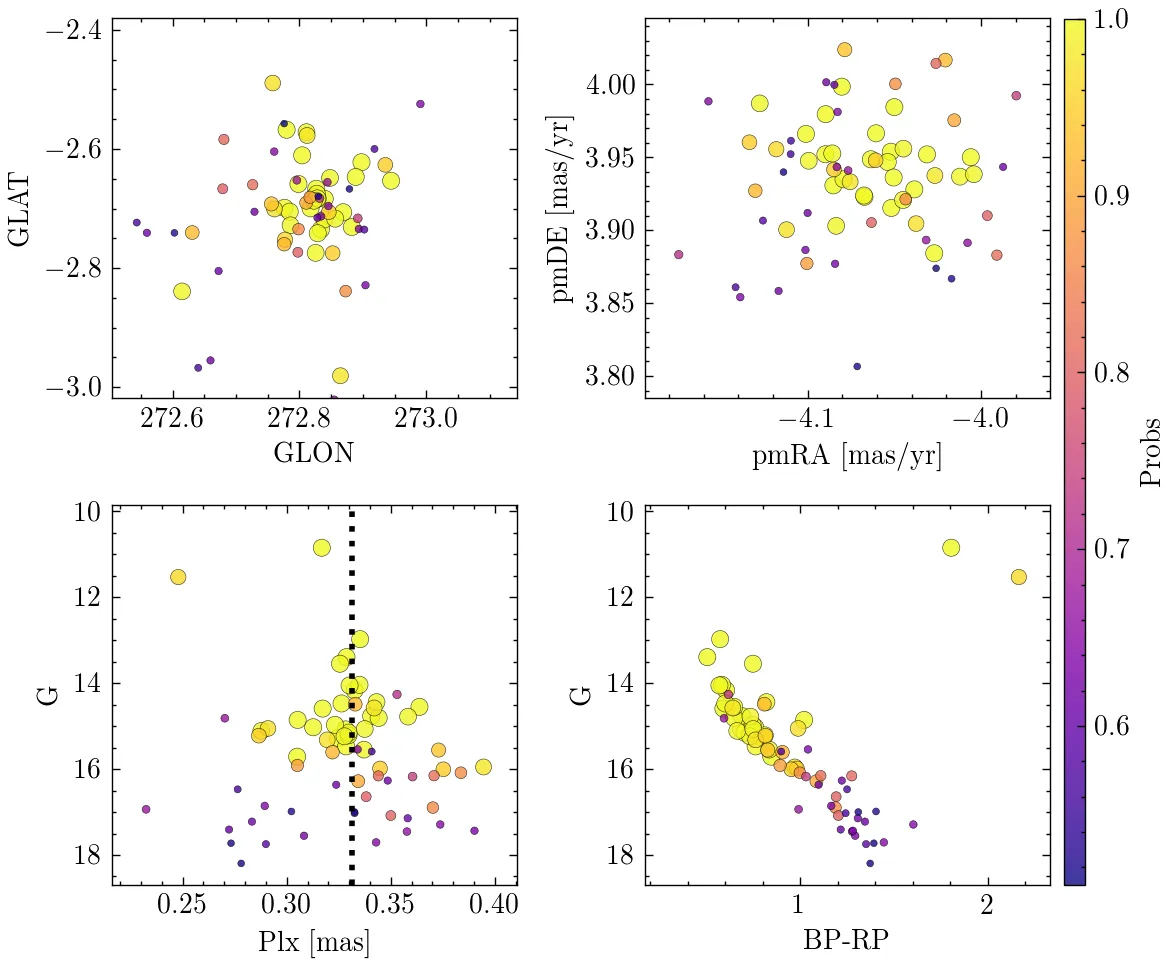 −2.4
−2.6
−2.8
−3.0
GLAT
272.6 272.8 273.0
GLON
4.00
3.95
3.90
3.85
3.80
pmDE [mas/yr]
−4.1 −4.0
pmRA [mas/yr]
1.0
0.9
0.8
0.7
0.6
Probs
10
12
14
16
18
G
0.25 0.30 0.35 0.40
Plx [mas]
10
12
14
16
18
G
1 2
BP-RP